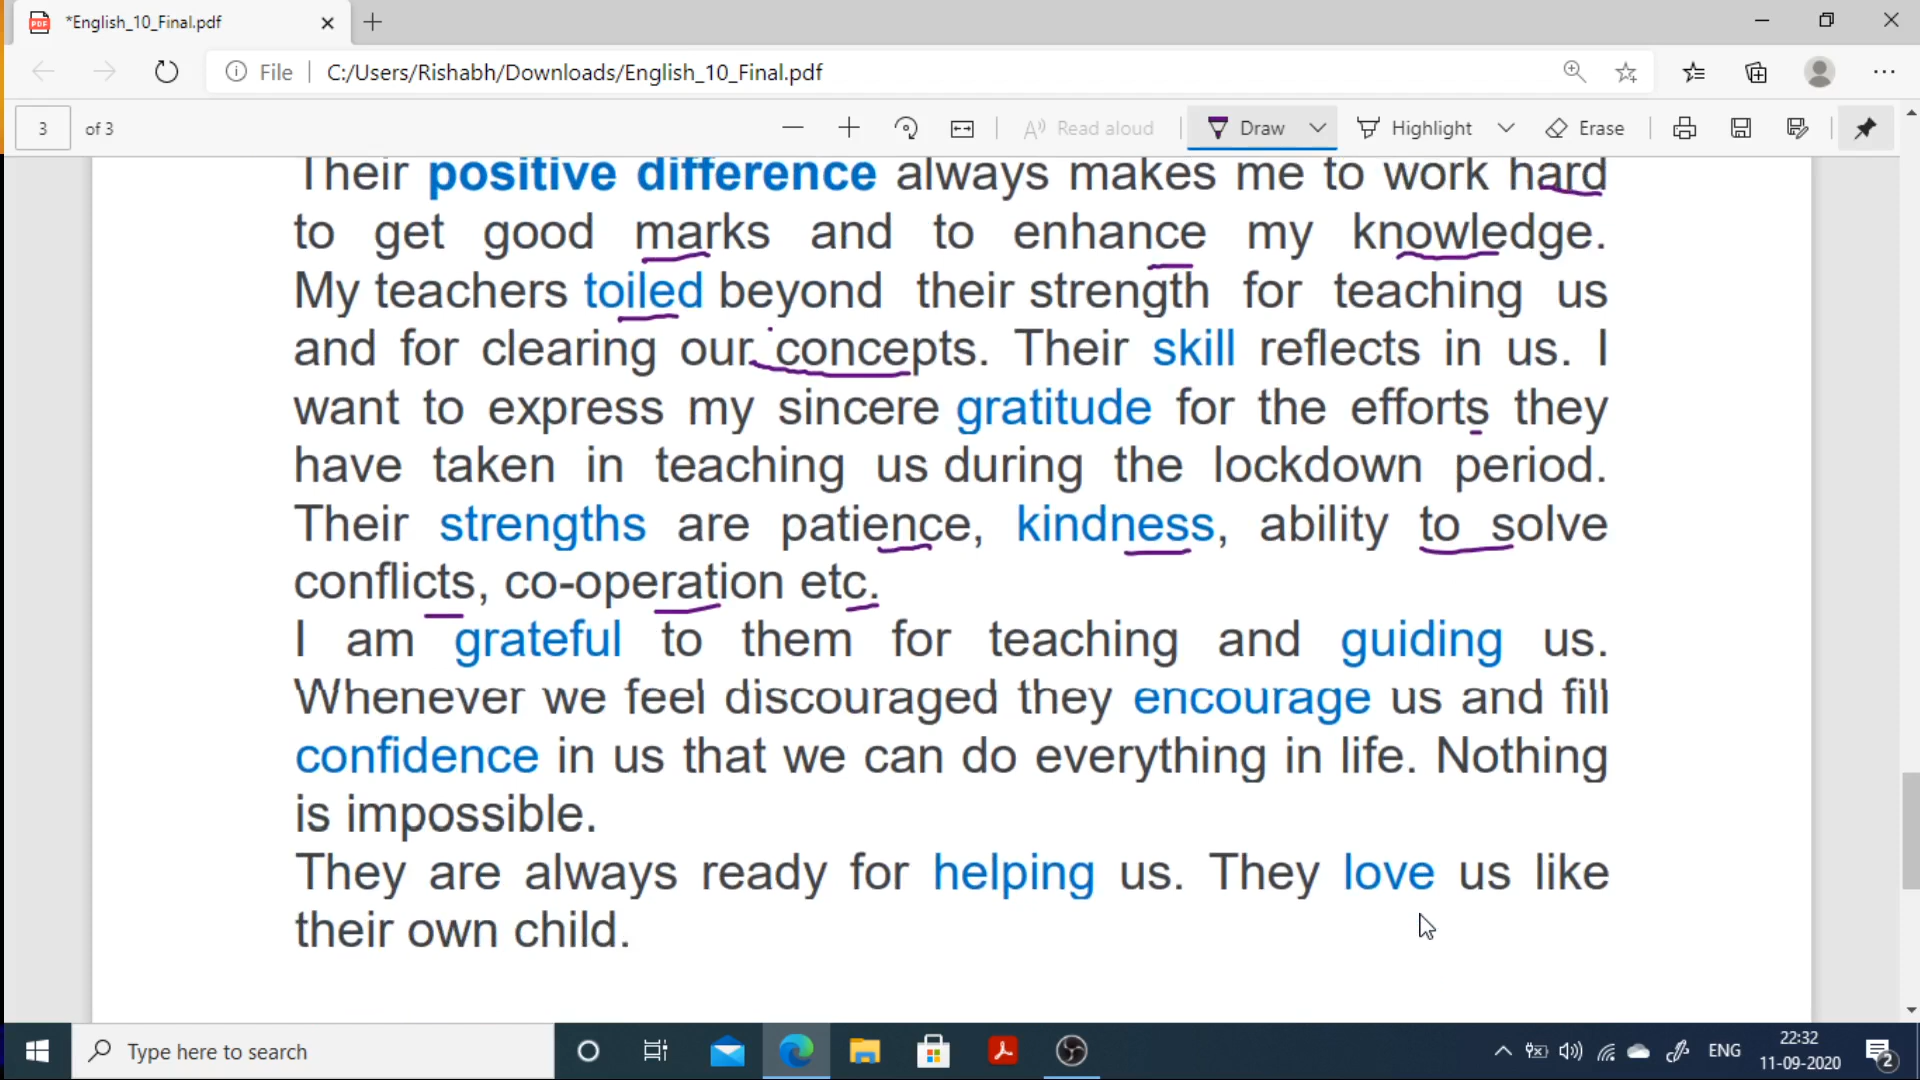 *English_10_Final.pdf
File C:/Users/Rishabh/Downloads/English_10_Final.pdf
3 of 3 Read aloud Draw Highlight Erase
Their positive difference always makes me to work hard
to get good marks and to enhance my knowledge.
My teachers toiled beyond their strength for teaching us
and for clearing our concepts. Their skill reflects in us. I
want to express my sincere gratitude for the efforts they
have taken in teaching us during the lockdown period.
Their strengths are patience, kindness, ability to solve
conflicts, co-operation etc.
I am grateful to them for teaching and guiding us.
Whenever we feel discouraged they encourage us and fill
confidence in us that we can do everything in life. Nothing
is impossible.
They are always ready for helping us. They love us like
their own child.
Type here to search ENG 22:32
11-09-2020 2